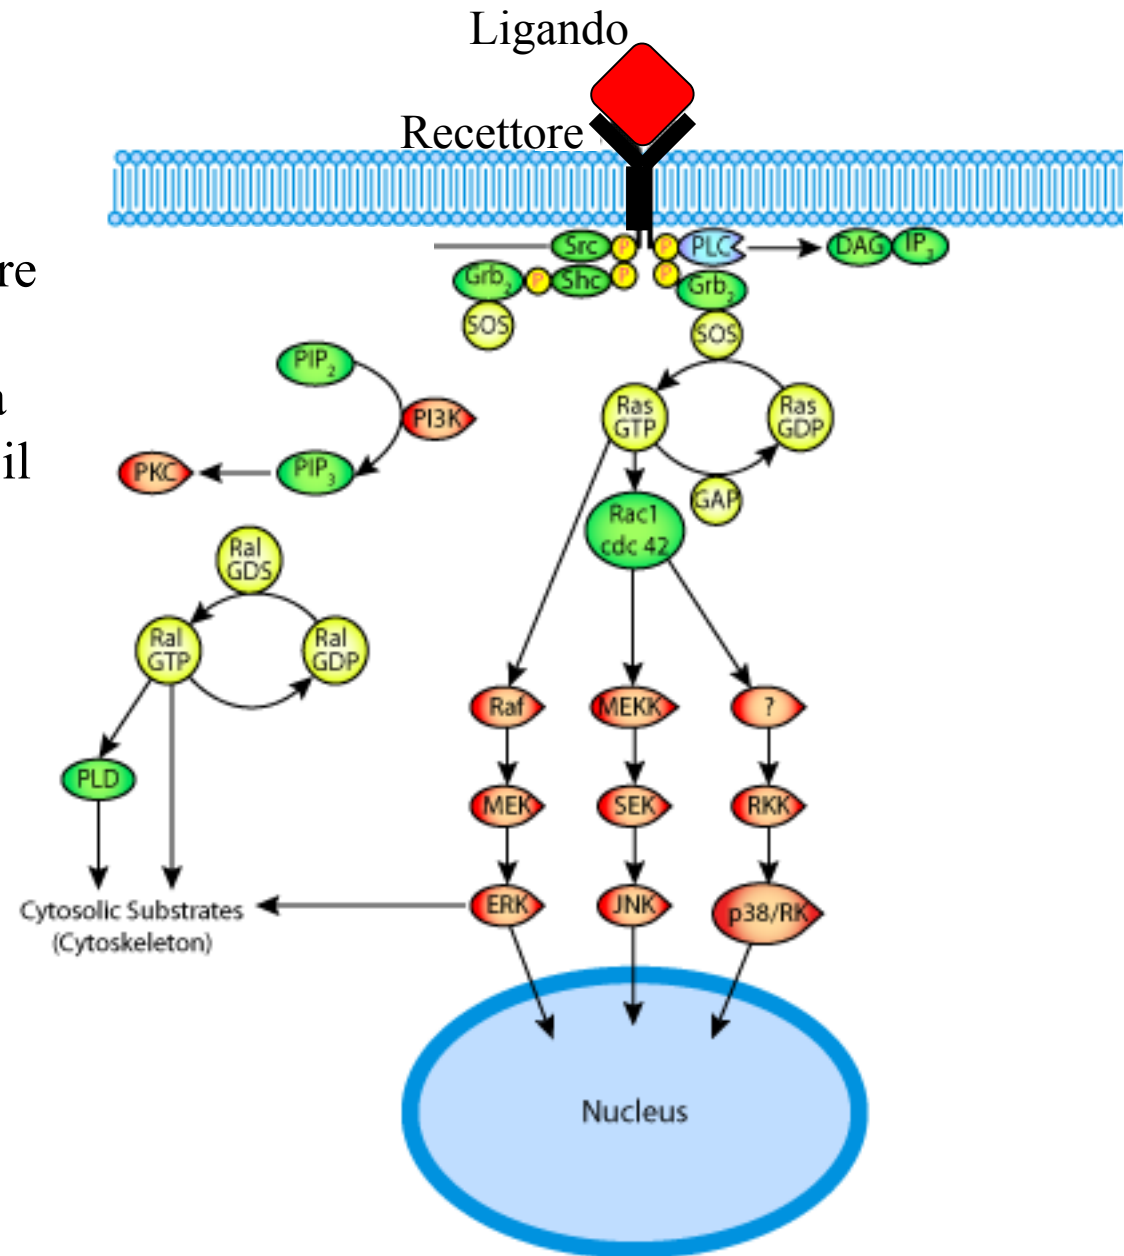 Ligando
Recettore
Src P P PLC DAG IP3
re
Grb2 P Shc P P Grb2
SOS
SOS
PIP2
a
Ras GTP
Ras GDP
PI3K
il
PKC
PIP3
GAP
Rac1
cdc 42
Ral GDS
Ral GTP
Ral GDP
Raf
MEKK
?
PLD
MEK
SEK
RKK
ERK
JNK
p38/RK
Cytosolic Substrates
(Cytoskeleton)
Nucleus